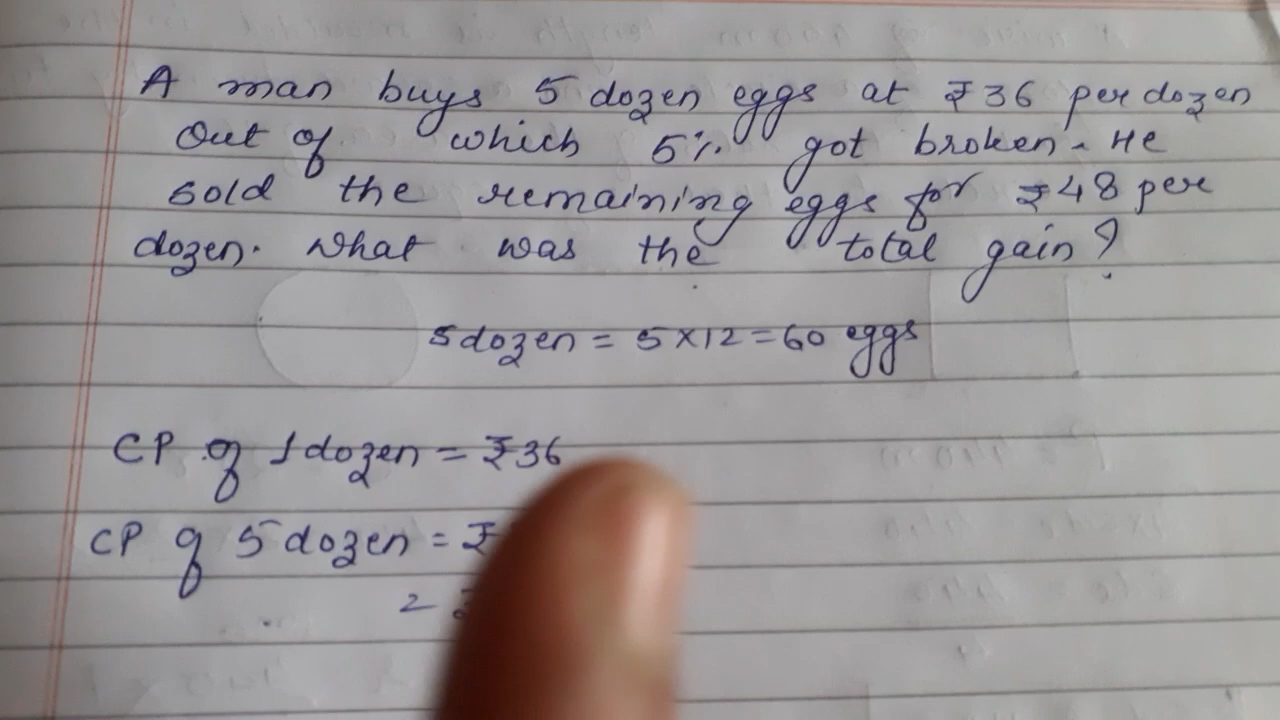 A man buys 5 dozen eggs at ₹36 per dozen
Out of which 5% got broken. He
sold the remaining eggs for ₹48 per
dozen. What was the total gain?
5 dozen = 5×12 = 60 eggs
CP of 1 dozen = ₹36
CP of 5 dozen = ₹
=